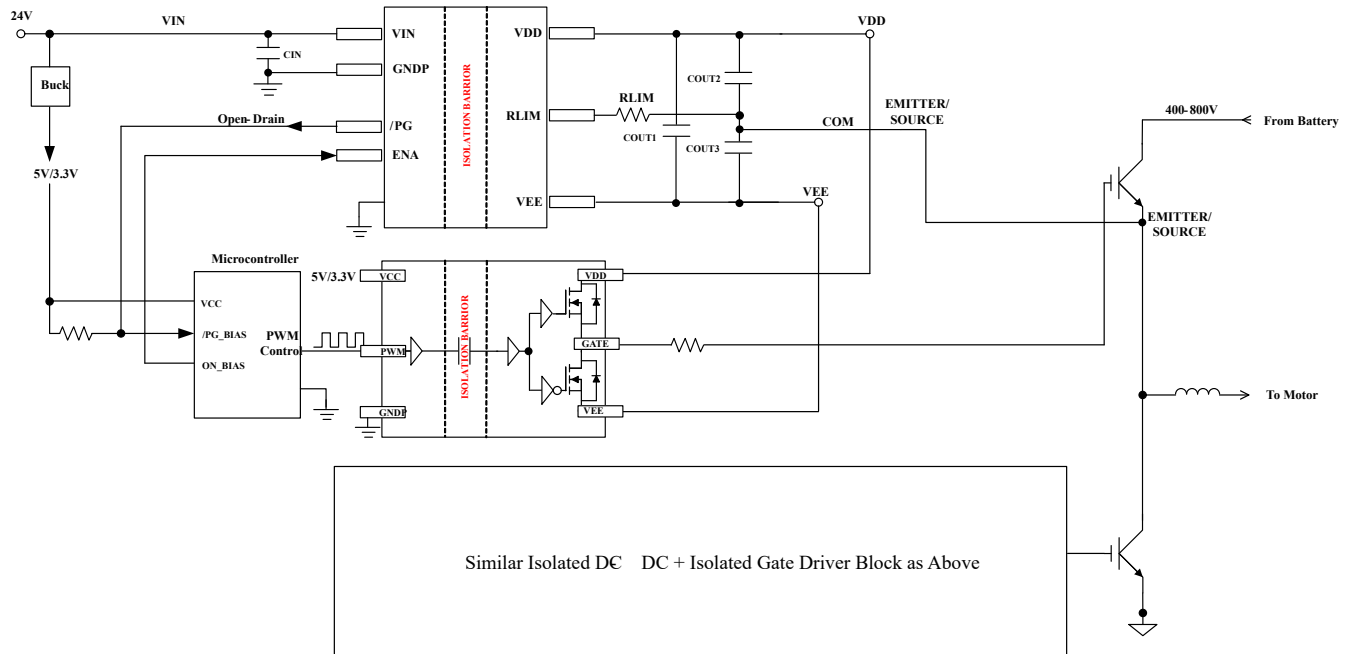 24V
VIN
Buck
5V/3.3V
CIN
VIN
GNDP
/PG
ENA
Open-Drain
ISOLATION BARRIER
VDD
RLIM
VEE
RLIM
COUT1
COUT2
COUT3
VDD
COM
EMITTER/
SOURCE
VEE
400-800V
From Battery
EMITTER/
SOURCE
Microcontroller
VCC
/PG_BIAS
ON_BIAS
PWM
Control
5V/3.3V
VCC
PWM
GNDP
ISOLATION BARRIER
VDD
GATE
VEE
To Motor
Similar Isolated DC DC + Isolated Gate Driver Block as Above